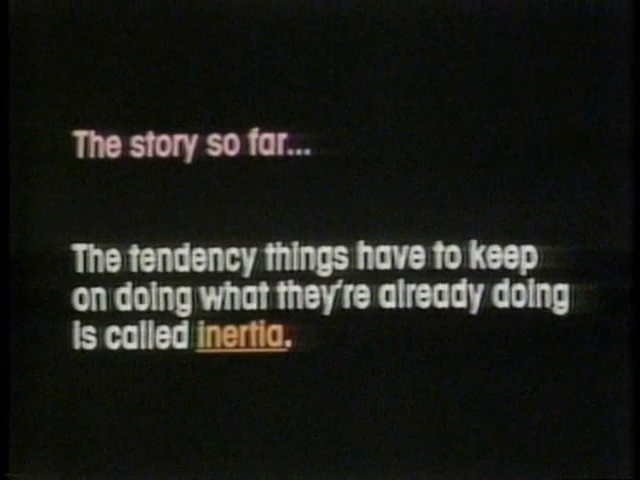 The story so far...
The tendency things have to keep
on doing what they're already doing
is called inertia.